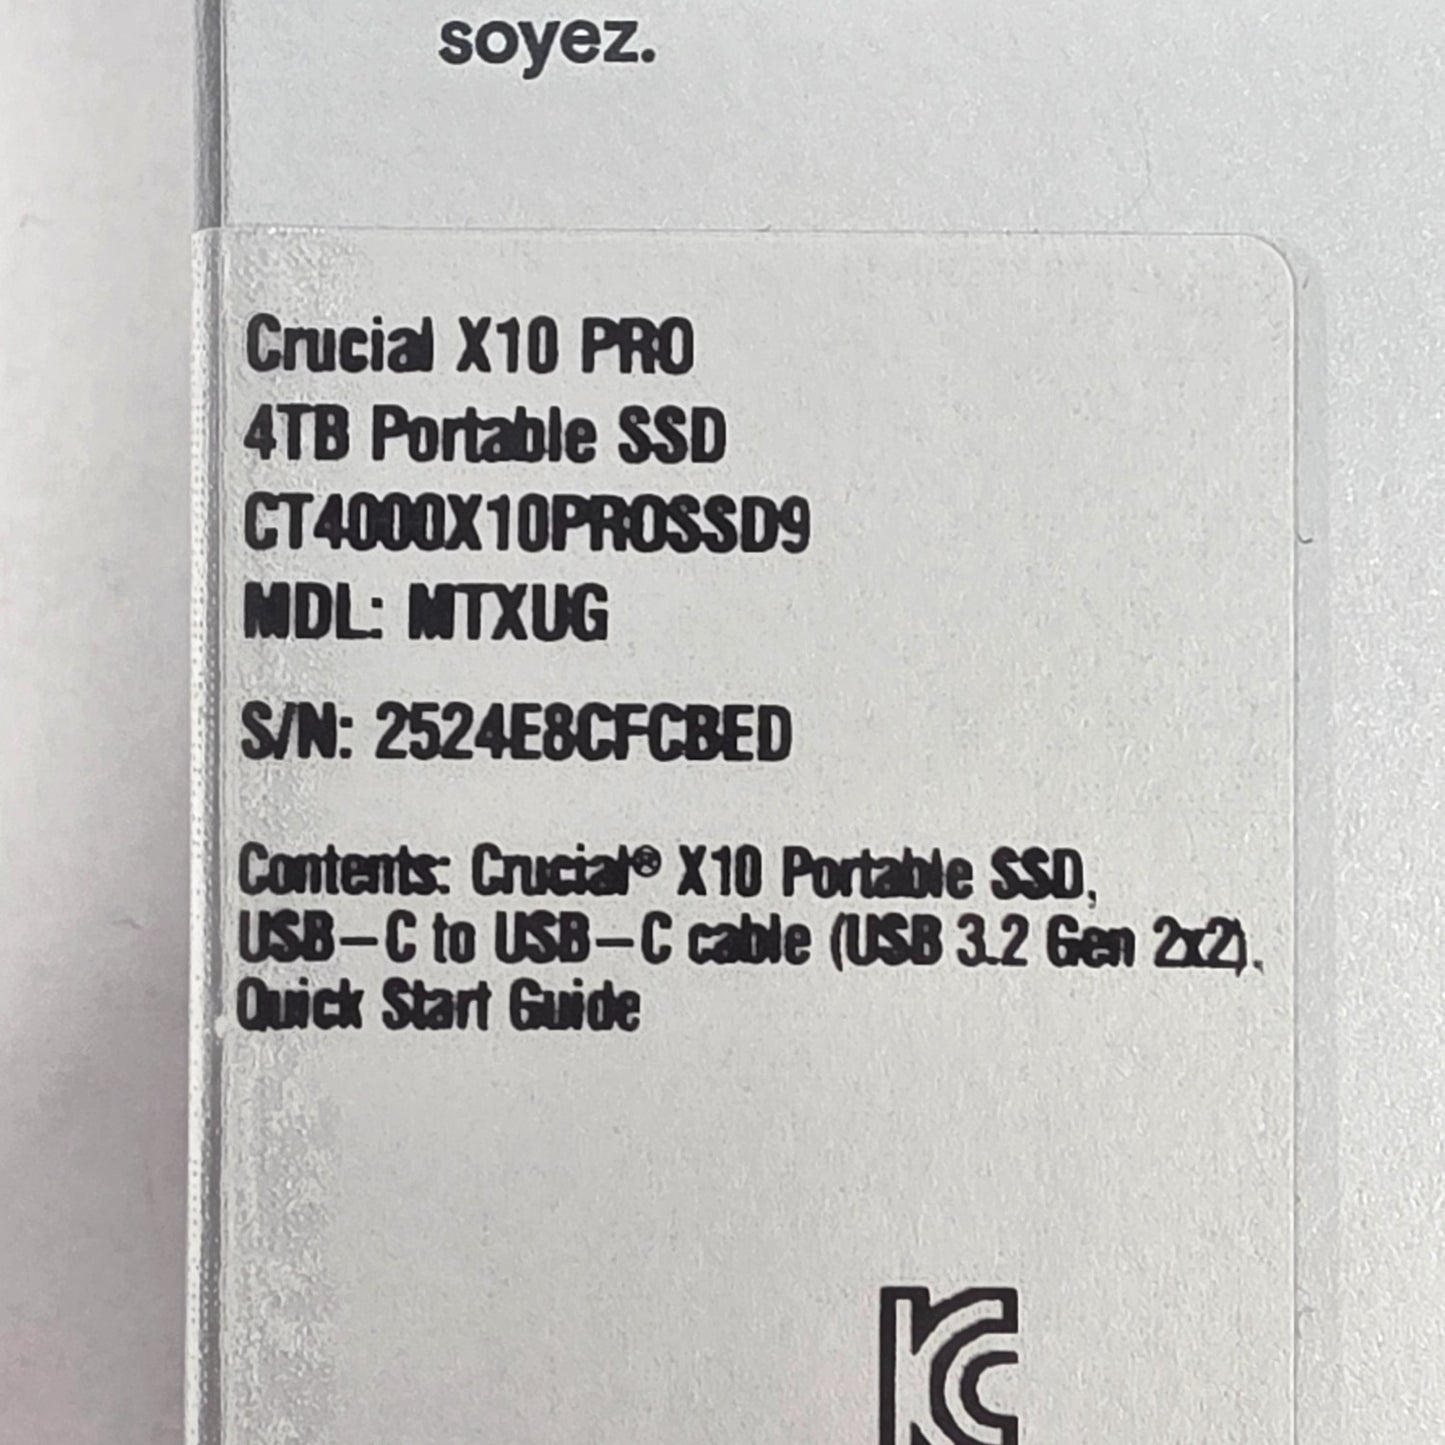 soyez.
Crucial X10 PRO
4TB Portable SSD
CT4000X10PROSSD9
MDL: MTXUG
S/N: 2524E8CFCBED
Contents: Crucial® X10 Portable SSD,
USB-C to USB-C cable (USB 3.2 Gen 2x2),
Quick Start Guide